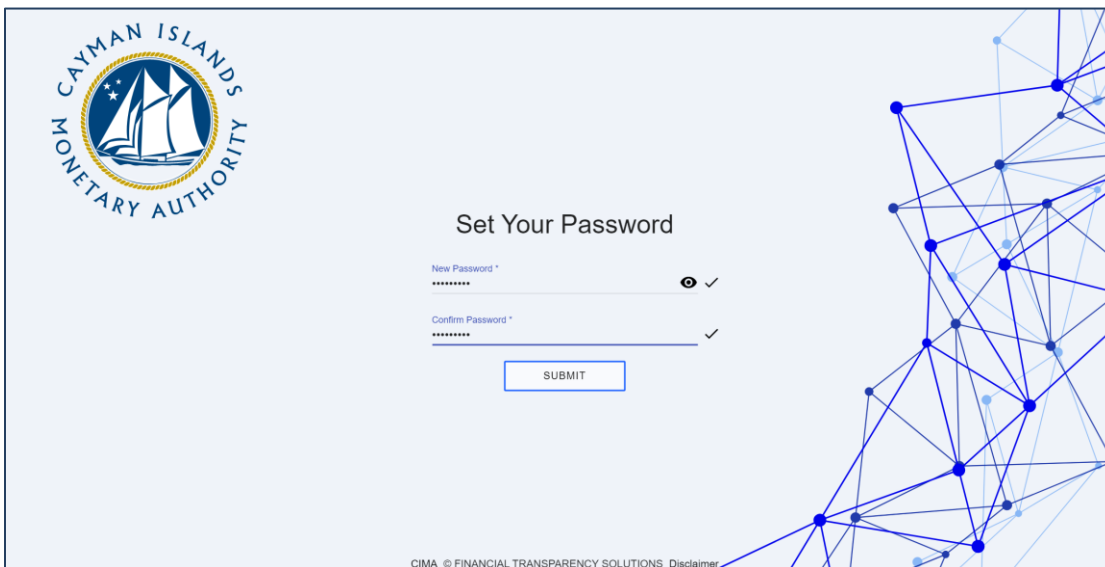 CAYMAN ISLANDS
MONETARY AUTHORITY
Set Your Password
New Password *
•••••••••
Confirm Password *
•••••••••
SUBMIT
CIMA © FINANCIAL TRANSPARENCY SOLUTIONS Disclaimer